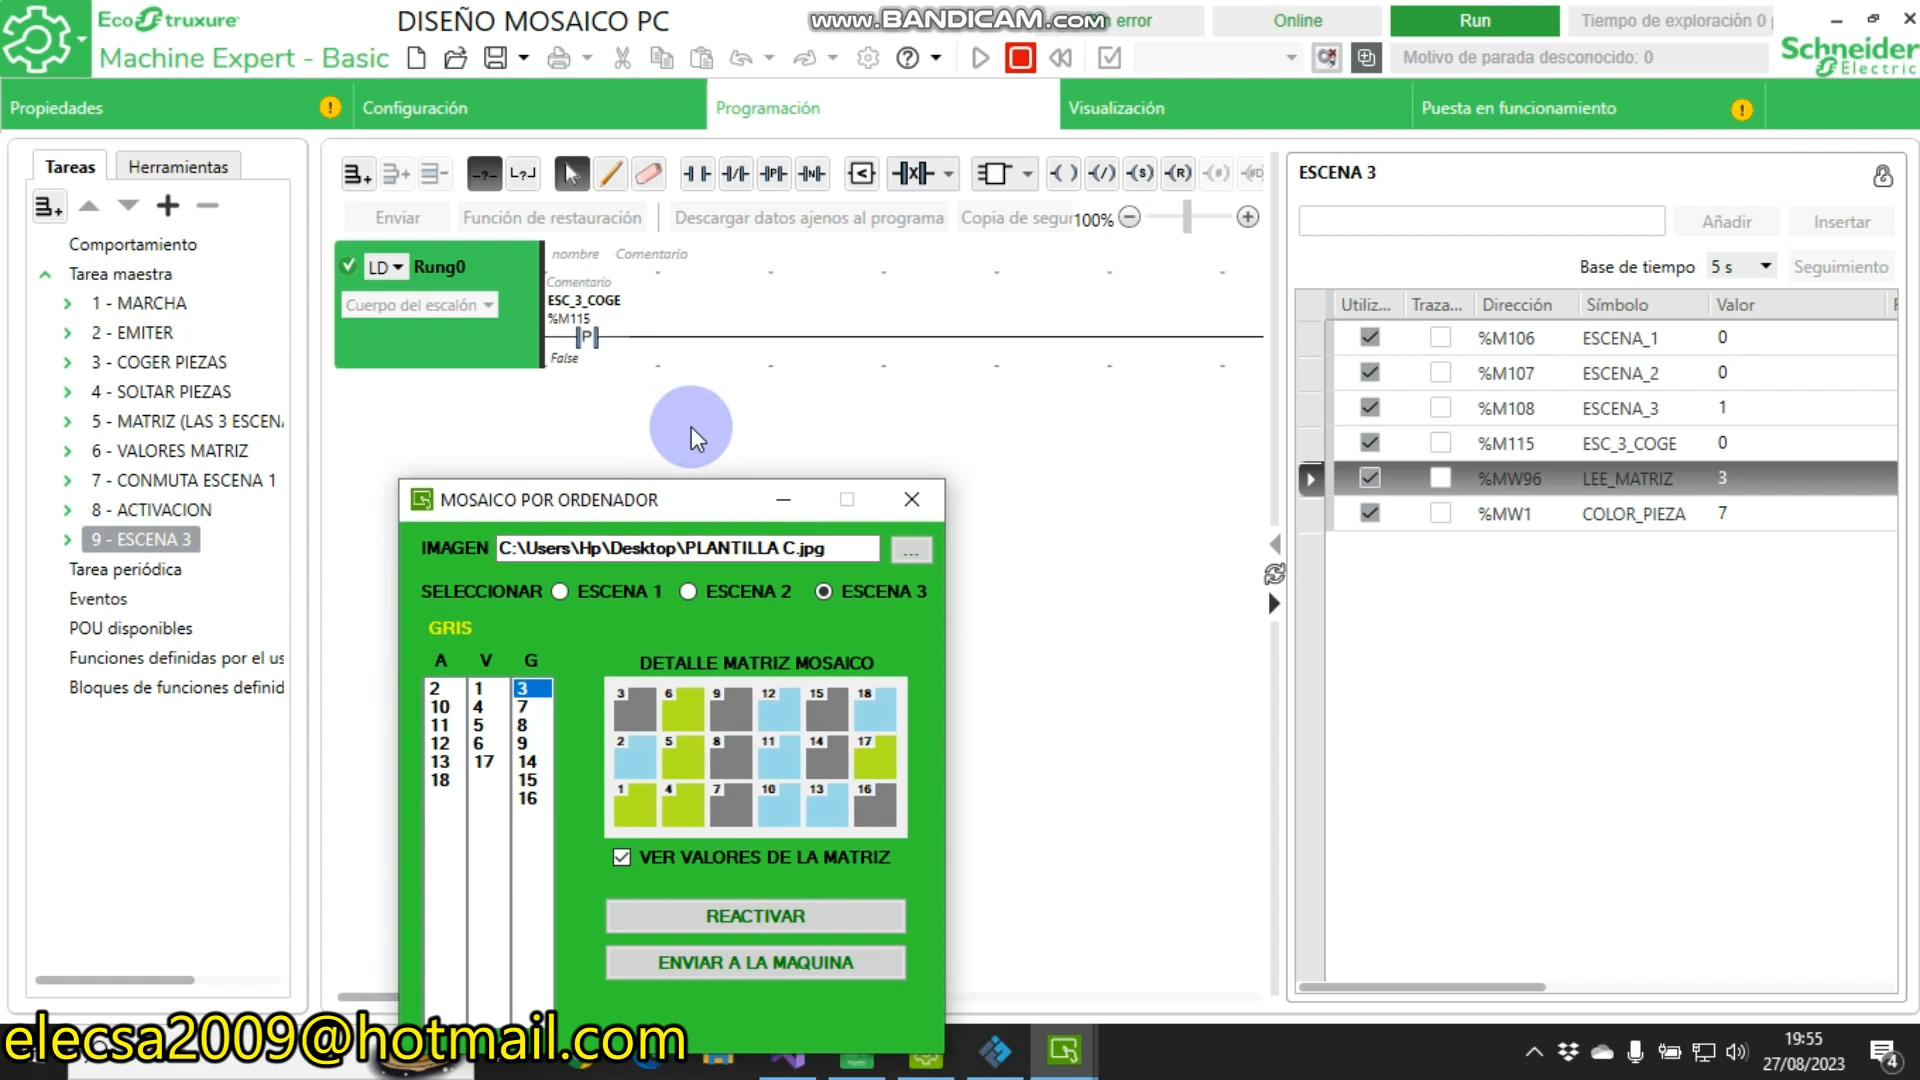 EcoStruxure
Machine Expert - Basic
DISEÑO MOSAICO PC
www.BANDICAM.com
error
Online
Run
Tiempo de exploración 0
Motivo de parada desconocido: 0
Schneider
Electric
Propiedades
Configuración
Programación
Visualización
Puesta en funcionamiento
Tareas
Herramientas
Comportamiento
Tarea maestra
1 - MARCHA
2 - EMITER
3 - COGER PIEZAS
4 - SOLTAR PIEZAS
5 - MATRIZ (LAS 3 ESCEN
6 - VALORES MATRIZ
7 - CONMUTA ESCENA 1
8 - ACTIVACION
9 - ESCENA 3
Tarea periódica
Eventos
POU disponibles
Funciones definidas por el us
Bloques de funciones definid
Enviar
Función de restauración
Descargar datos ajenos al programa
Copia de segur
100%
LD
Rung0
Cuerpo del escalón
nombre
Comentario
Comentario
ESC_3_COGE
%M115
P
False
ESCENA 3
Añadir
Insertar
Base de tiempo
5 s
Seguimiento
Utiliz... Traza... Dirección Símbolo Valor
%M106 ESCENA_1 0
%M107 ESCENA_2 0
%M108 ESCENA_3 1
%M115 ESC_3_COGE 0
%MW96 LEE_MATRIZ 3
%MW1 COLOR_PIEZA 7
MOSAICO POR ORDENADOR
IMAGEN C:\Users\Hp\Desktop\PLANTILLA C.jpg ...
SELECCIONAR ESCENA 1 ESCENA 2 ESCENA 3
GRIS
A V G
2 1 3
10 4 7
11 5 8
12 6 9
13 17 14
18 15
16
DETALLE MATRIZ MOSAICO
3 6 9 12 15 18
2 5 8 11 14 17
1 4 7 10 13 16
VER VALORES DE LA MATRIZ
REACTIVAR
ENVIAR A LA MAQUINA
elecsa2009@hotmail.com
19:55
27/08/2023
4